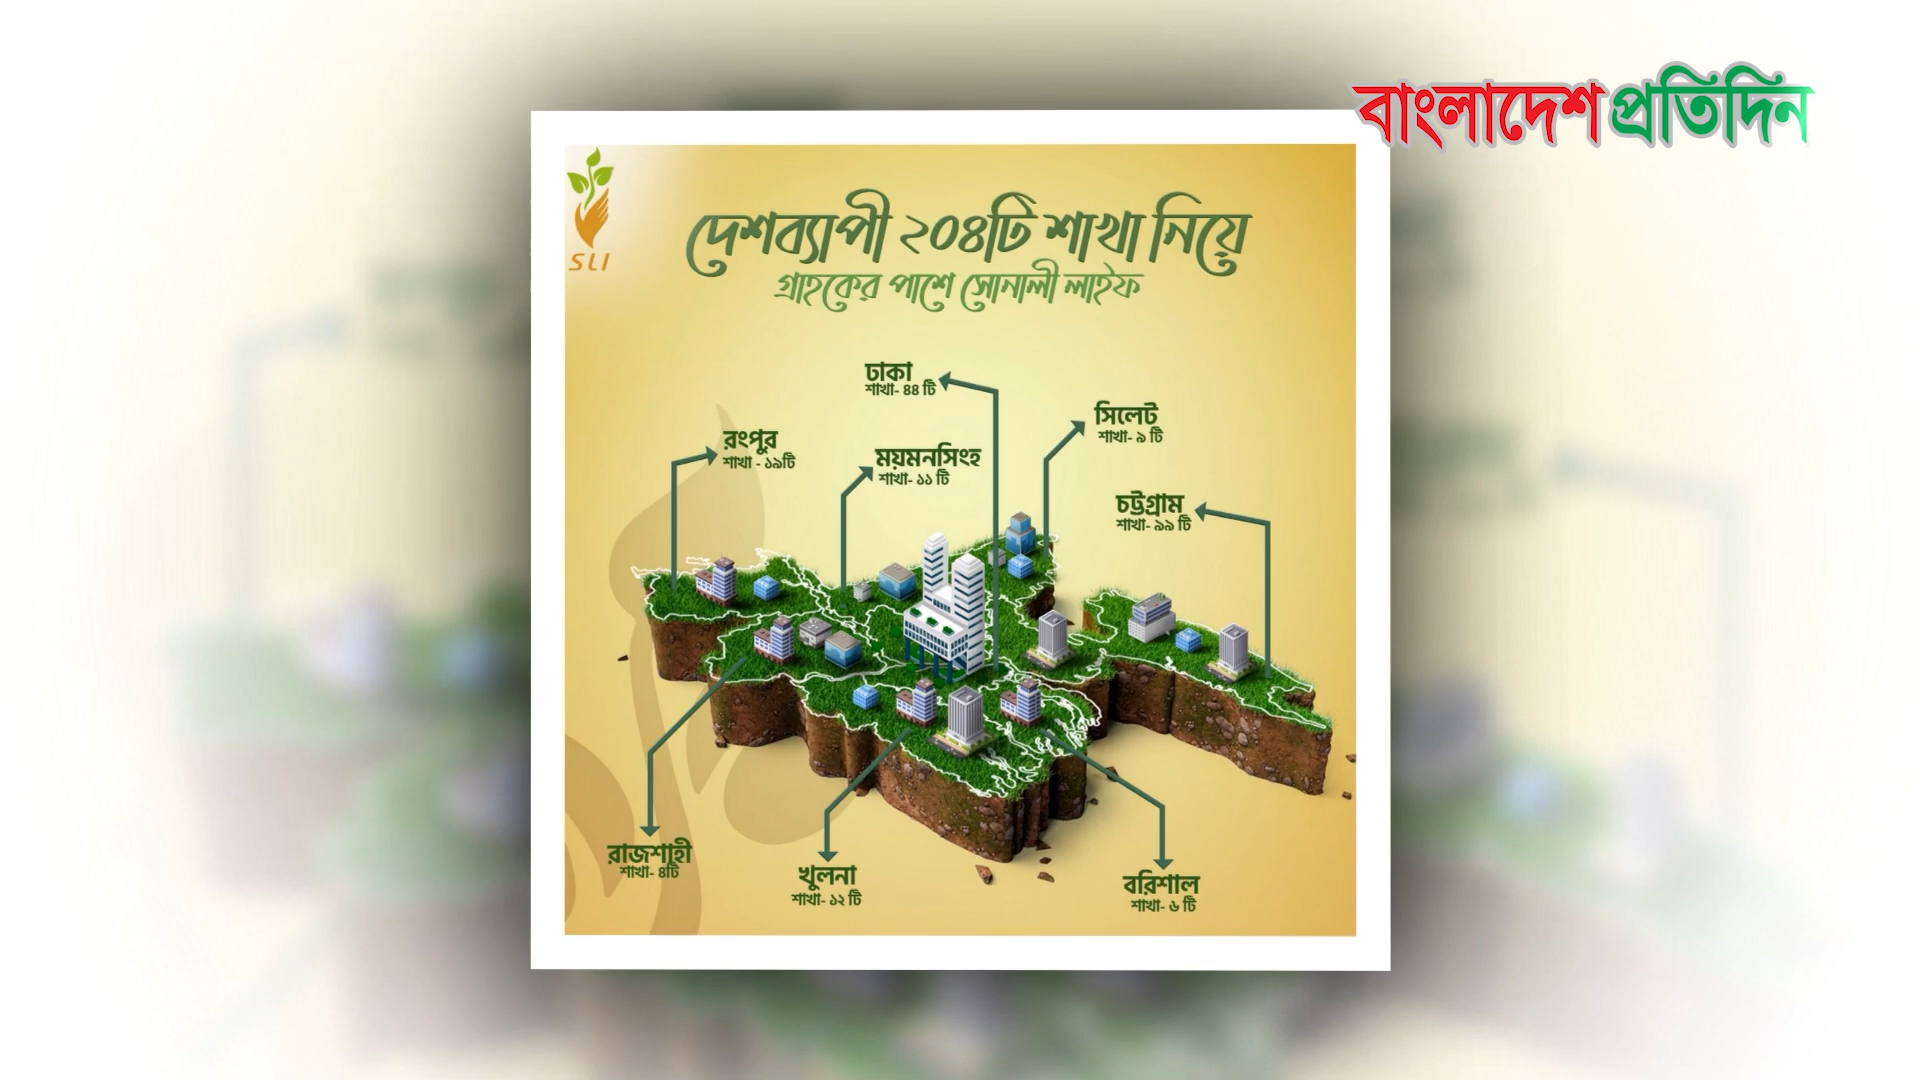 বাংলাদেশ প্রতিদিন
SLI
দেশব্যাপী ২০৪টি শাখা নিয়ে
গ্রাহকের পাশে সোনালী লাইফ
ঢাকা
শাখা- ৪৪ টি
সিলেট
শাখা- ৯ টি
রংপুর
শাখা - ১৯টি
ময়মনসিংহ
শাখা- ১১ টি
চট্টগ্রাম
শাখা- ৯৯ টি
রাজশাহী
শাখা- ৪টি
খুলনা
শাখা- ১২ টি
বরিশাল
শাখা- ৬ টি